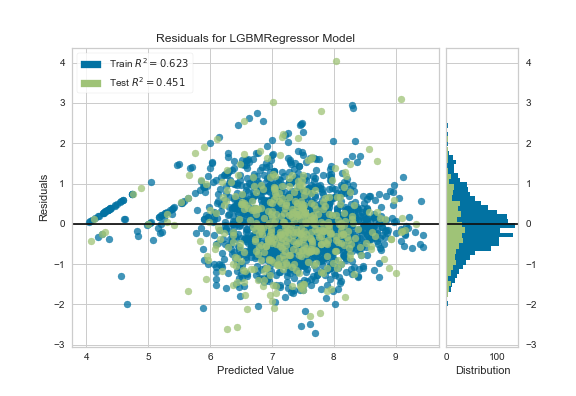 Residuals for LGBMRegressor Model
Train R² = 0.623
Test R² = 0.451
4
3
2
1
0
−1
−2
−3
Residuals
4 5 6 7 8 9
Predicted Value
4
3
2
1
0
−1
−2
−3
0 100
Distribution